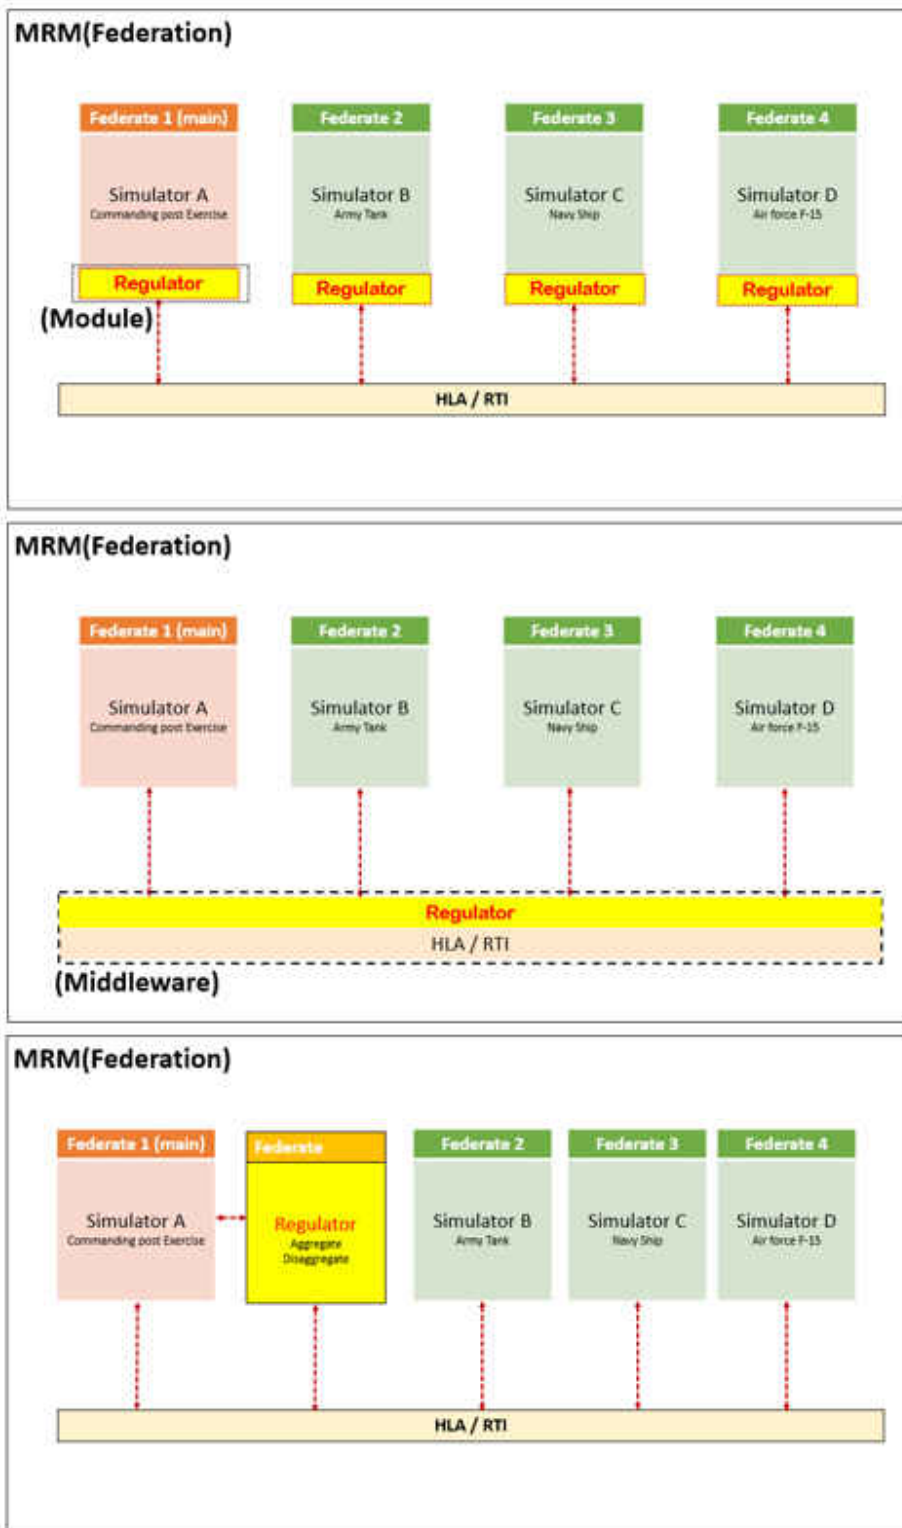 MRM(Federation)
Federate 1 (main)
Federate 2
Federate 3
Federate 4
Simulator A
Commanding post Exercise
Simulator B
Army Tank
Simulator C
Navy Ship
Simulator D
Air force F-15
Regulator
Regulator
Regulator
Regulator
(Module)
HLA / RTI
MRM(Federation)
Federate 1 (main)
Federate 2
Federate 3
Federate 4
Simulator A
Commanding post Exercise
Simulator B
Army Tank
Simulator C
Navy Ship
Simulator D
Air force F-15
Regulator
HLA / RTI
(Middleware)
MRM(Federation)
Federate 1 (main)
Federate
Federate 2
Federate 3
Federate 4
Simulator A
Commanding post Exercise
Regulator
Aggregate
Disaggregate
Simulator B
Army Tank
Simulator C
Navy Ship
Simulator D
Air force F-15
HLA / RTI